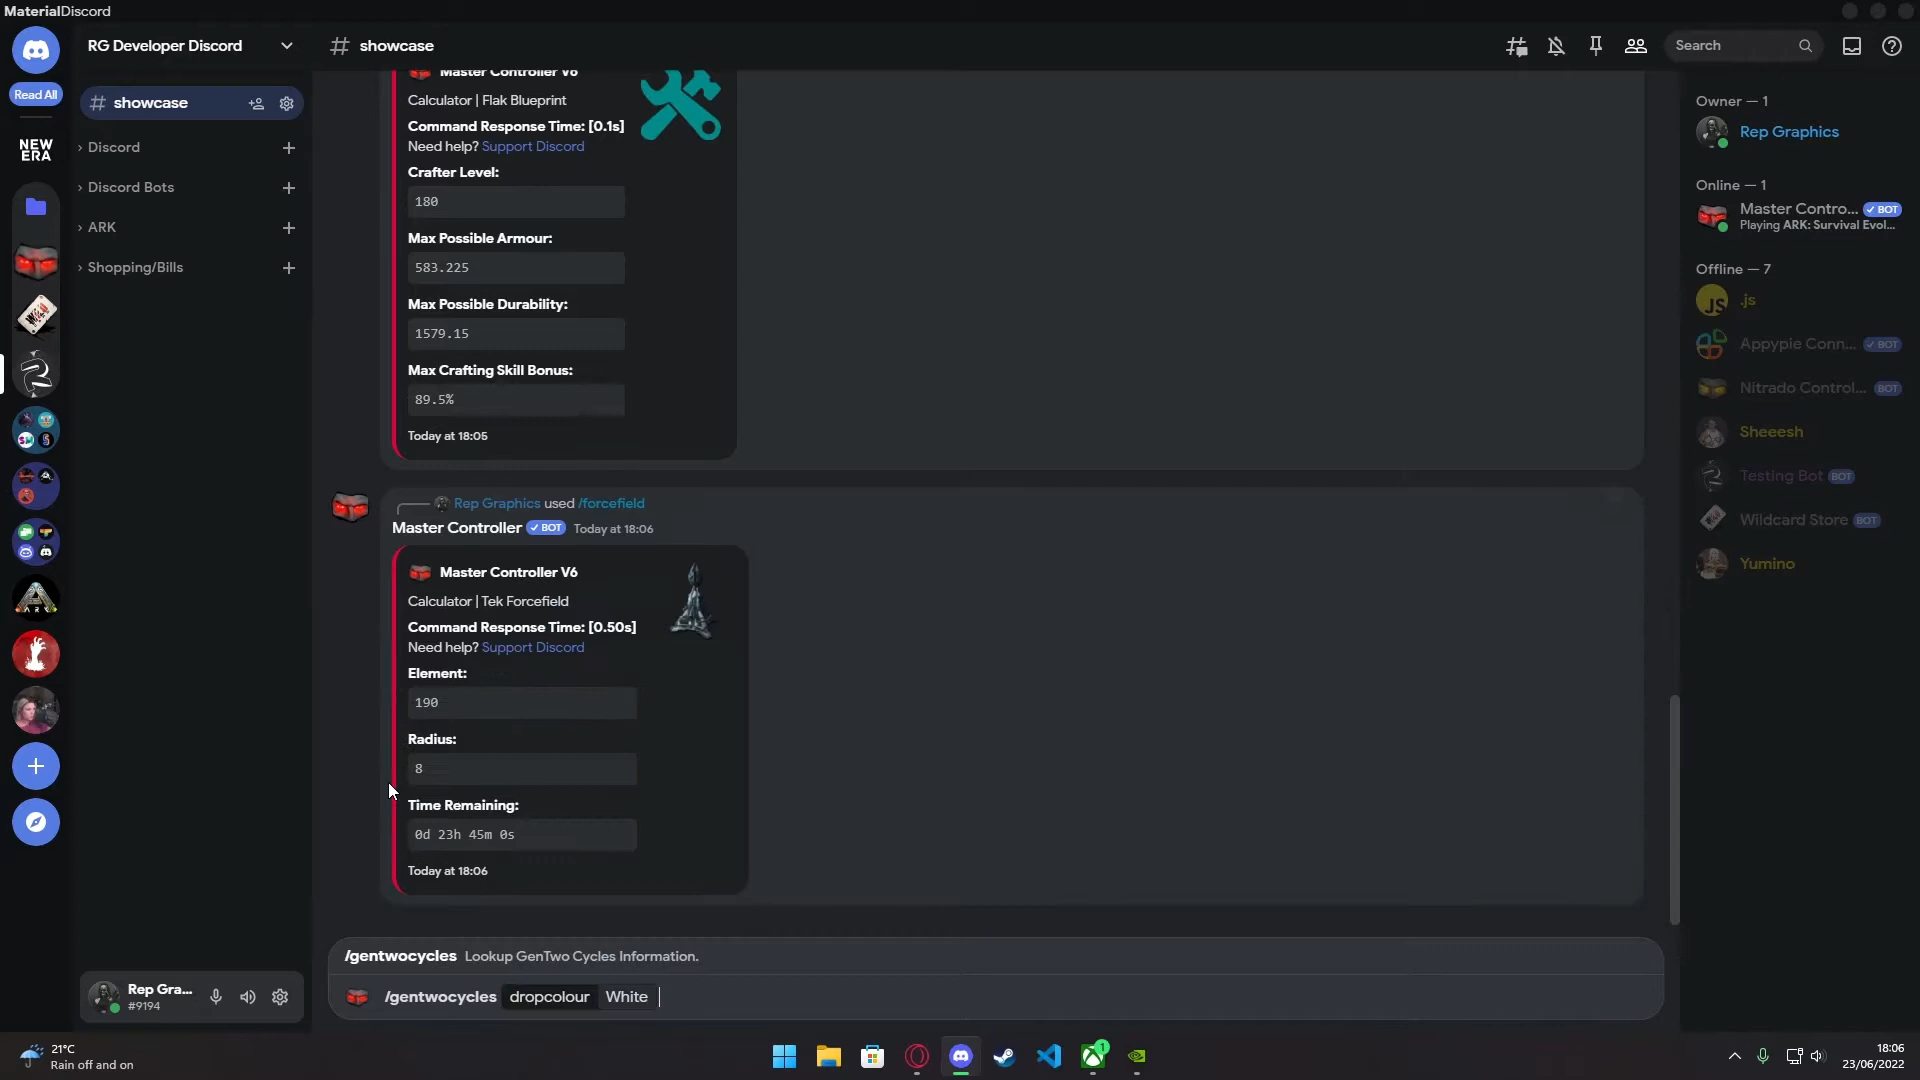 MaterialDiscord
RG Developer Discord
# showcase
Search
Read All
NEW
ERA
# showcase
Discord
Discord Bots
ARK
Shopping/Bills
Master Controller V6
Calculator | Flak Blueprint
Command Response Time: [0.1s]
Need help? Support Discord
Crafter Level:
180
Max Possible Armour:
583.225
Max Possible Durability:
1579.15
Max Crafting Skill Bonus:
89.5%
Today at 18:05
Rep Graphics used /forcefield
Master Controller BOT Today at 18:06
Master Controller V6
Calculator | Tek Forcefield
Command Response Time: [0.50s]
Need help? Support Discord
Element:
190
Radius:
8
Time Remaining:
0d 23h 45m 0s
Today at 18:06
/gentwocycles Lookup GenTwo Cycles Information.
/gentwocycles dropcolour White
Owner — 1
Rep Graphics
Online — 1
Master Contro... BOT
Playing ARK: Survival Evol...
Offline — 7
JS .js
Appypie Conn... BOT
Nitrado Control... BOT
Sheeesh
Testing Bot BOT
Wildcard Store BOT
Yumino
ARK
Rep Gra...
#9194
21°C
Rain off and on
1
18:06
23/06/2022